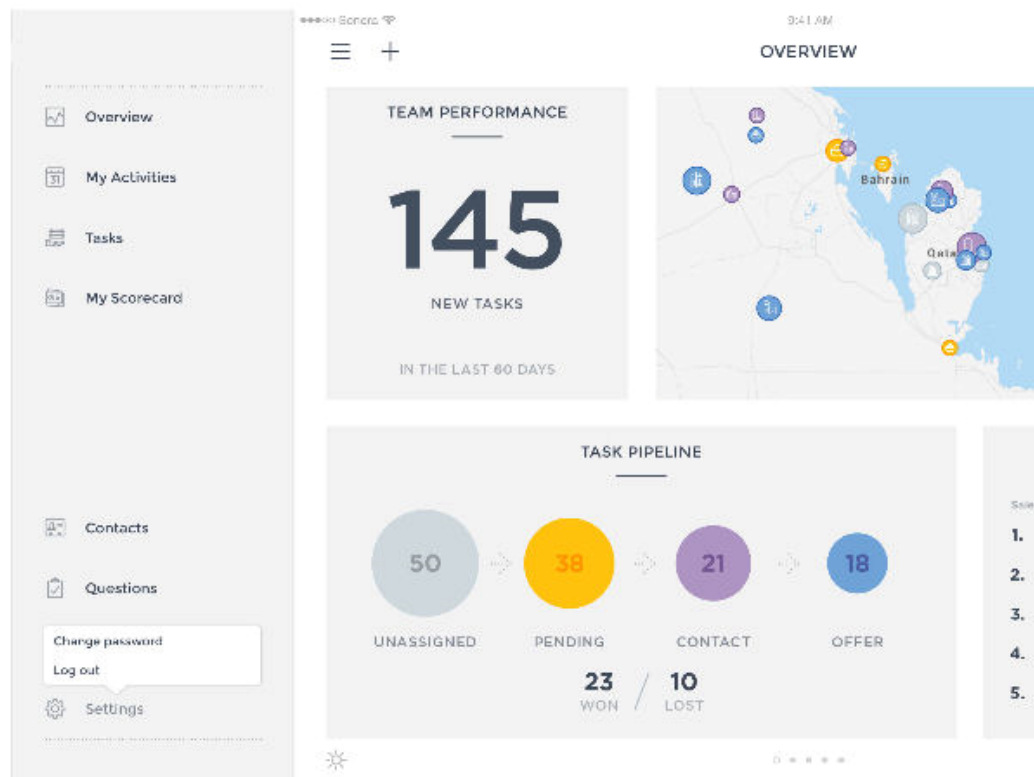 Sonora
9:41 AM
OVERVIEW
Overview
My Activities
31
Tasks
My Scorecard
Contacts
Questions
Change password
Log out
Settings
TEAM PERFORMANCE
145
NEW TASKS
IN THE LAST 60 DAYS
Bahrain
TASK PIPELINE
50
38
21
18
UNASSIGNED
PENDING
CONTACT
OFFER
23 / 10
WON LOST
1.
2.
3.
4.
5.